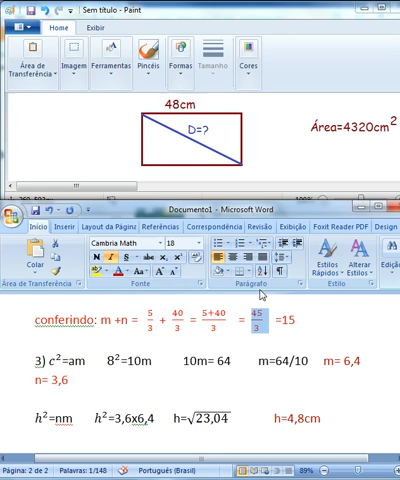 Sem título - Paint
Home Exibir
Área de Transferência Imagem Ferramentas Pincéis Formas Tamanho Cores
48cm
D=?
Área=4320cm²
Documento1 - Microsoft Word
Início Inserir Layout da Página Referências Correspondência Revisão Exibição Foxit Reader PDF Design
Cambria Math 18
Colar
Estilos Rápidos Alterar Estilos Edição
Área de Transferência Fonte Parágrafo Estilo
conferindo: m +n = 5/3 + 40/3 = 5+40/3 = 45/3 =15
3) c²=am 8²=10m 10m= 64 m=64/10 m= 6,4
n= 3,6
h²=nm h²=3,6x6,4 h=√23,04 h=4,8cm
Página: 2 de 2 Palavras: 1/148 Português (Brasil) 89%